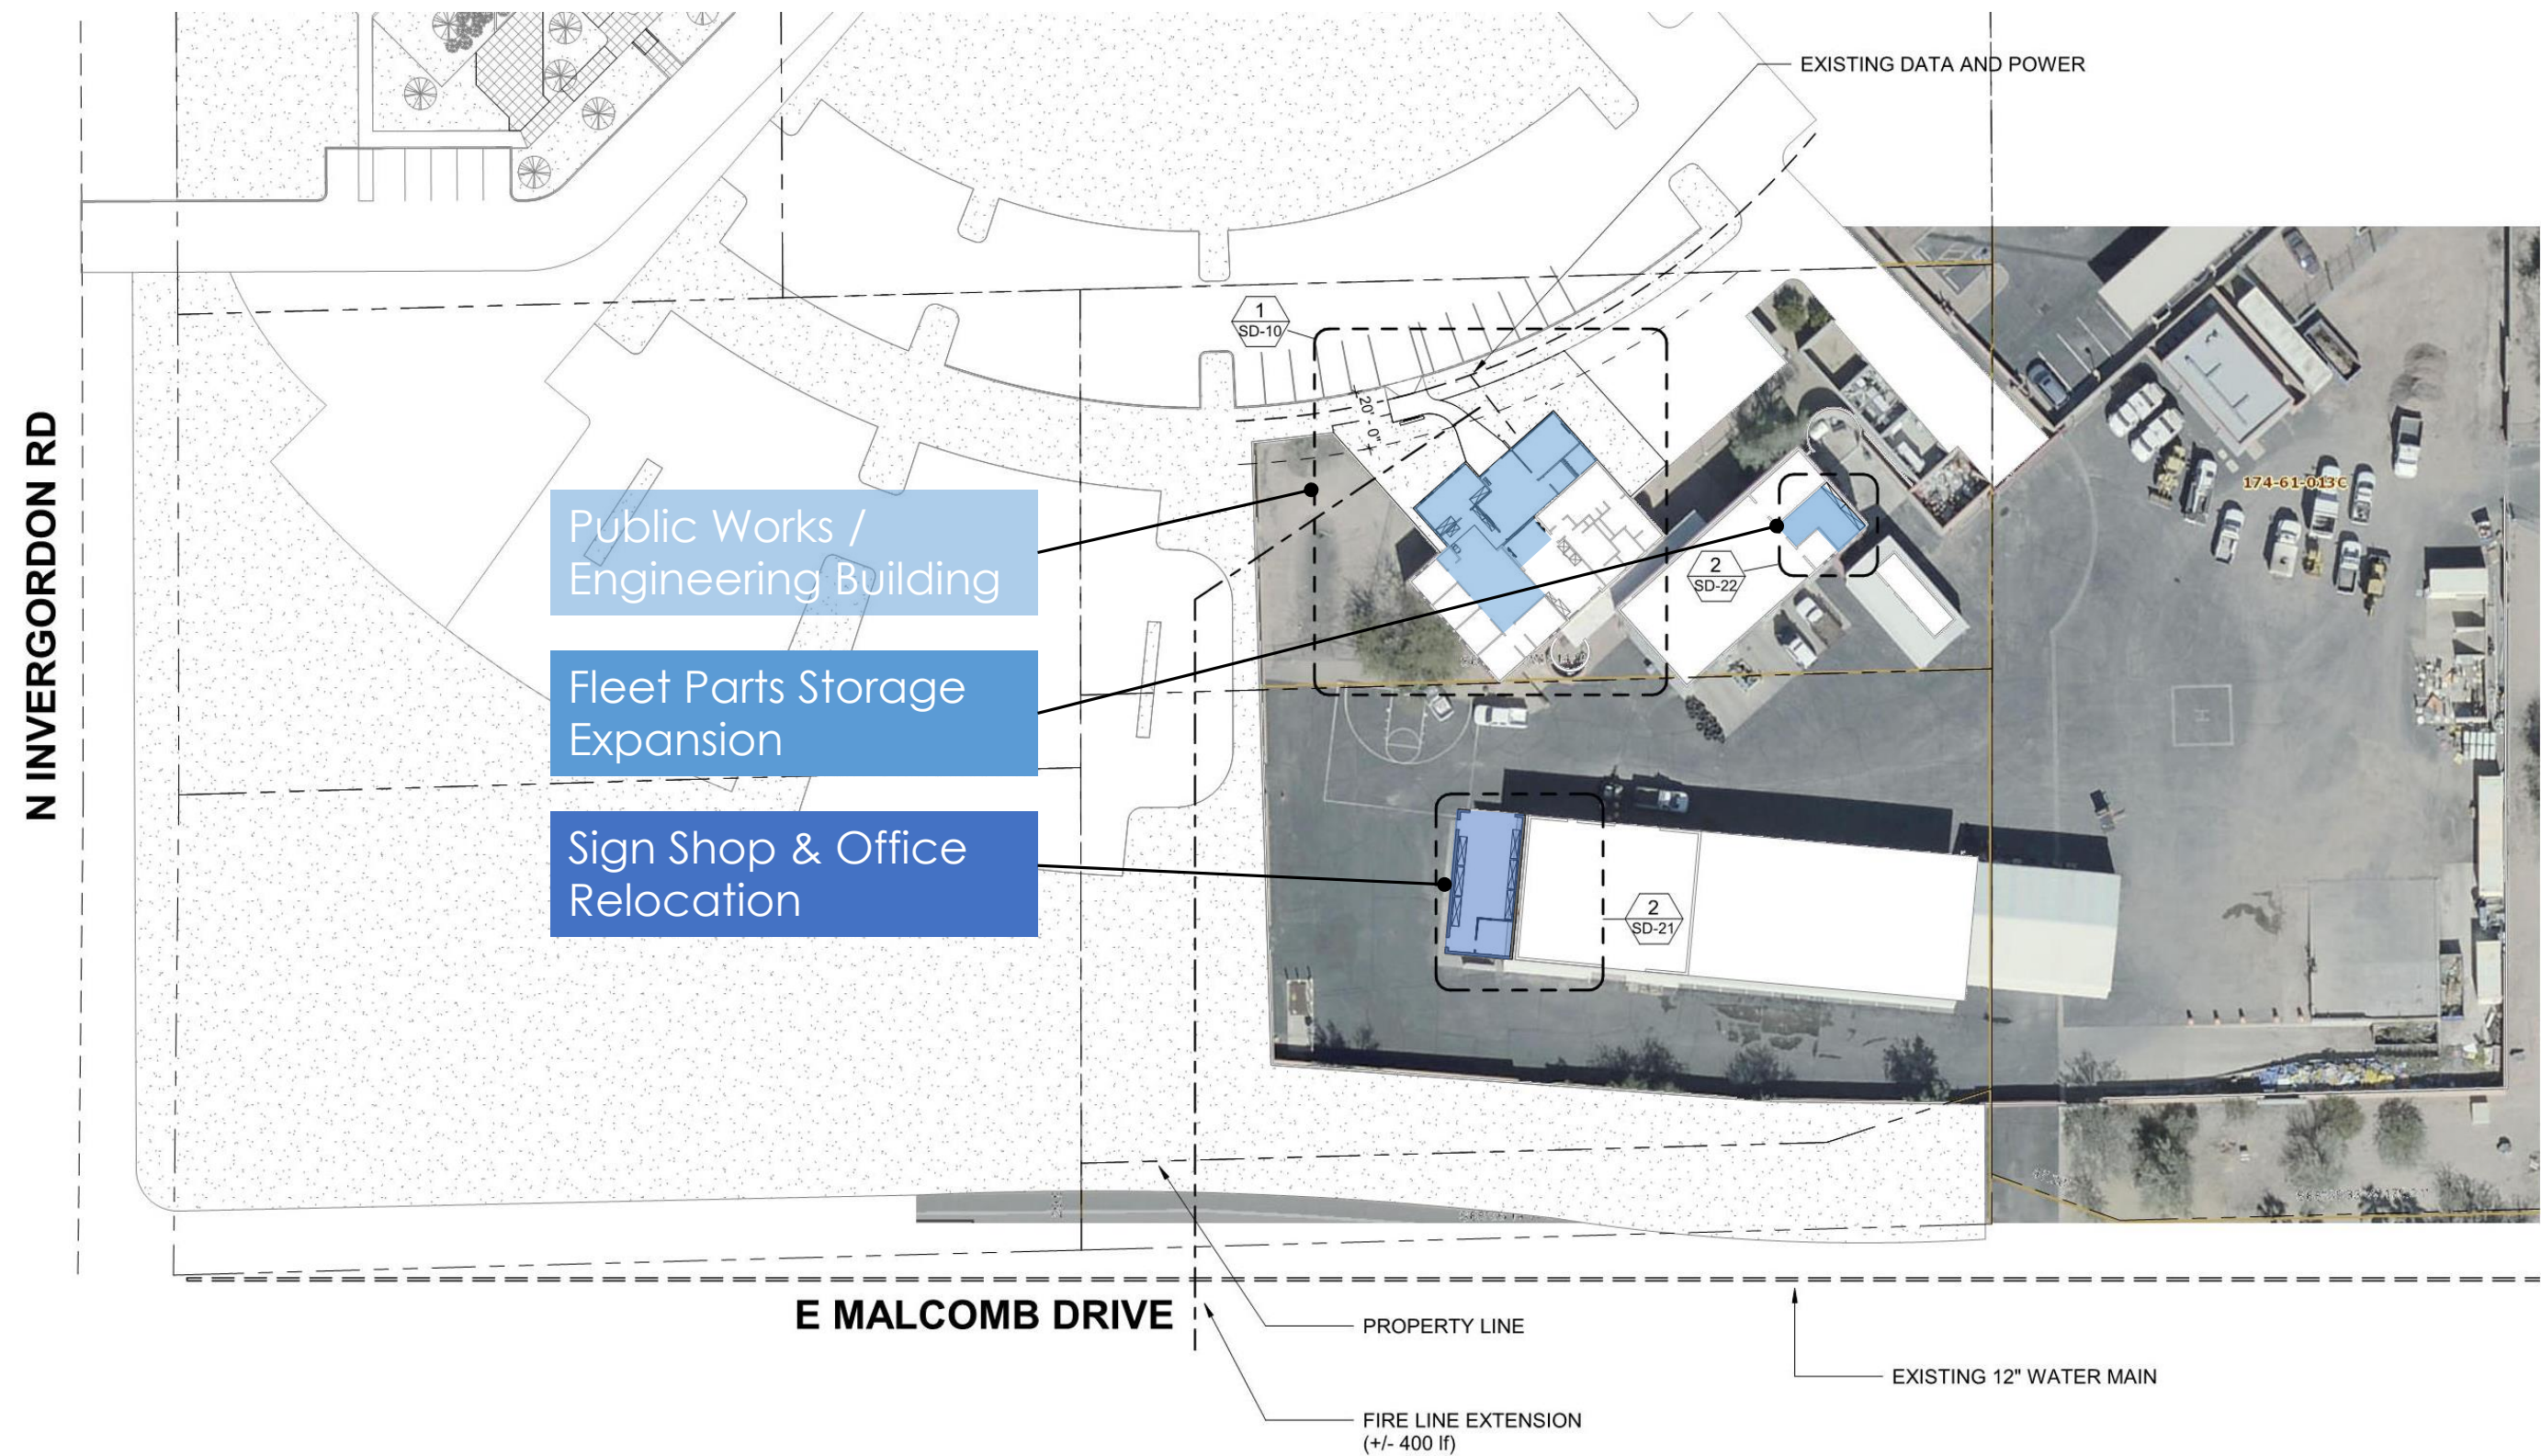 EXISTING DATA AND POWER
1
SD-10
20' - 0"
174-61-013C
N INVERGORDON RD
Public Works /
Engineering Building
2
SD-22
Fleet Parts Storage
Expansion
H
Sign Shop & Office
Relocation
2
SD-21
E MALCOMB DRIVE
PROPERTY LINE
EXISTING 12" WATER MAIN
FIRE LINE EXTENSION
(+/- 400 lf)